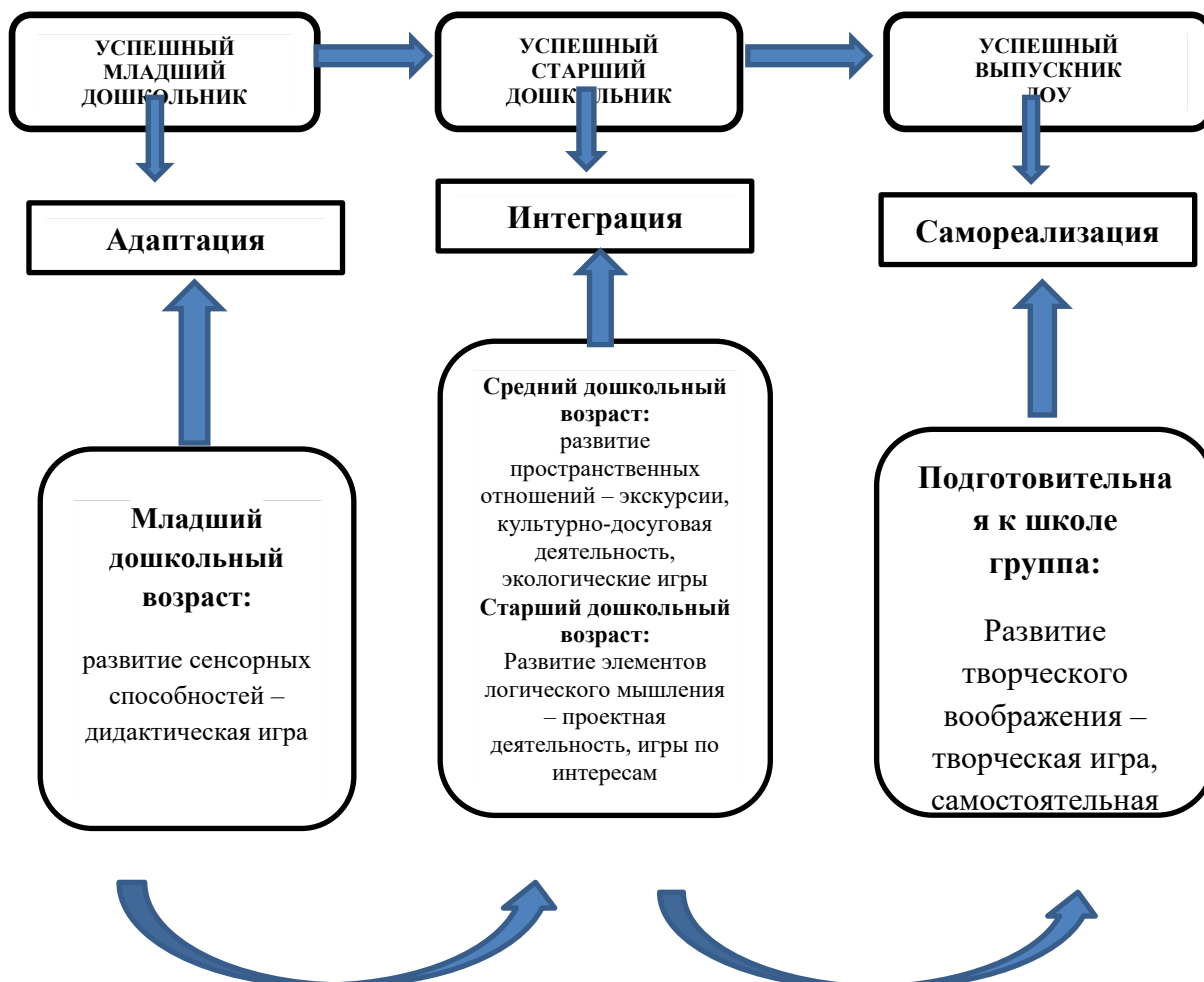 УСПЕШНЫЙ
МЛАДШИЙ
ДОШКОЛЬНИК
УСПЕШНЫЙ
СТАРШИЙ
ДОШКОЛЬНИК
УСПЕШНЫЙ
ВЫПУСКНИК
ДОУ
Адаптация
Интеграция
Самореализация
Младший
дошкольный
возраст:
развитие сенсорных
способностей –
дидактическая игра
Средний дошкольный
возраст:
развитие
пространственных
отношений – экскурсии,
культурно-досуговая
деятельность,
экологические игры
Старший дошкольный
возраст:
Развитие элементов
логического мышления
– проектная
деятельность, игры по
интересам
Подготовительна
я к школе
группа:
Развитие
творческого
воображения –
творческая игра,
самостоятельная